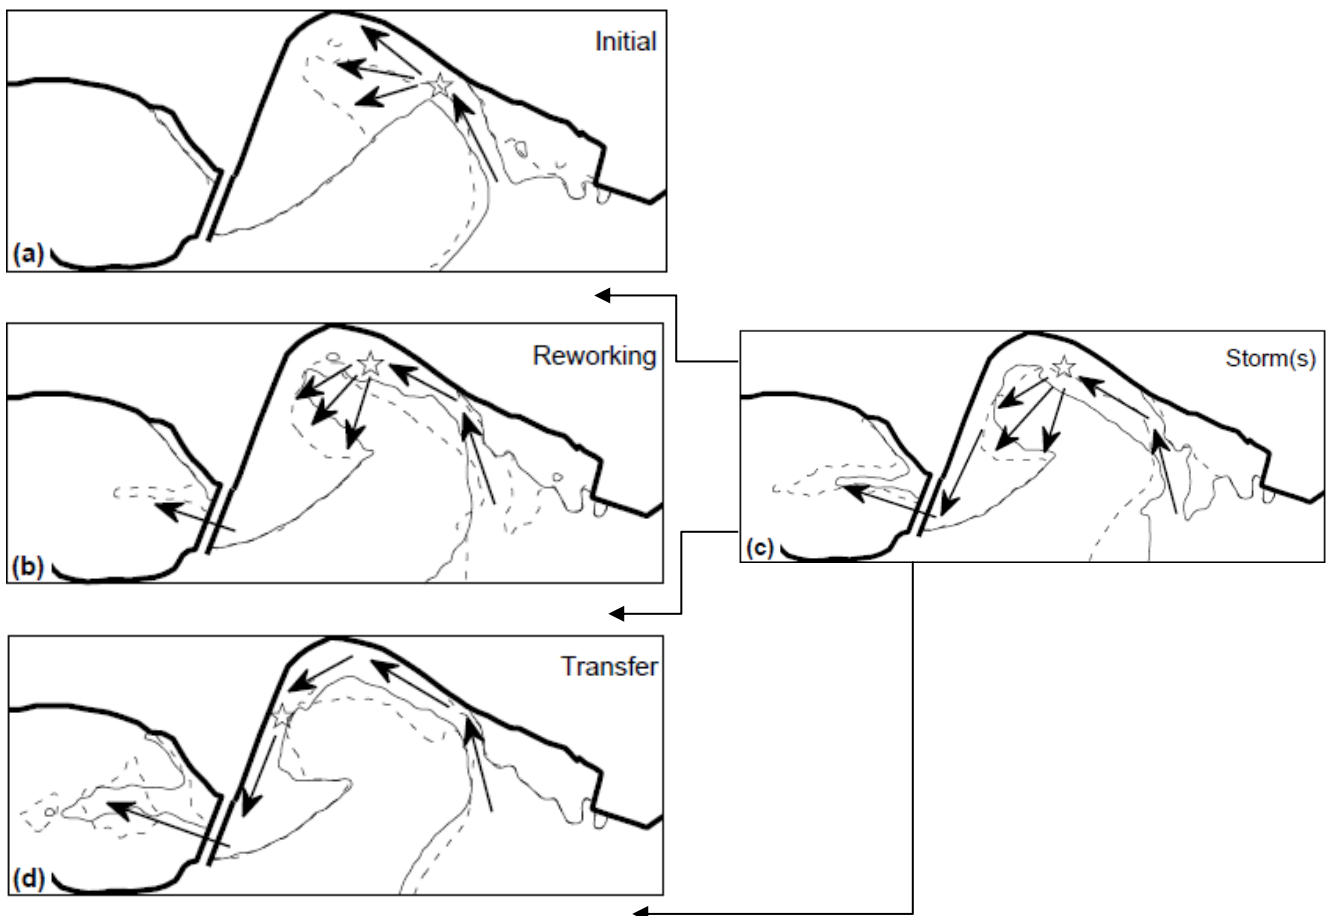 Initial
(a)
Reworking
(b)
Storm(s)
(c)
Transfer
(d)